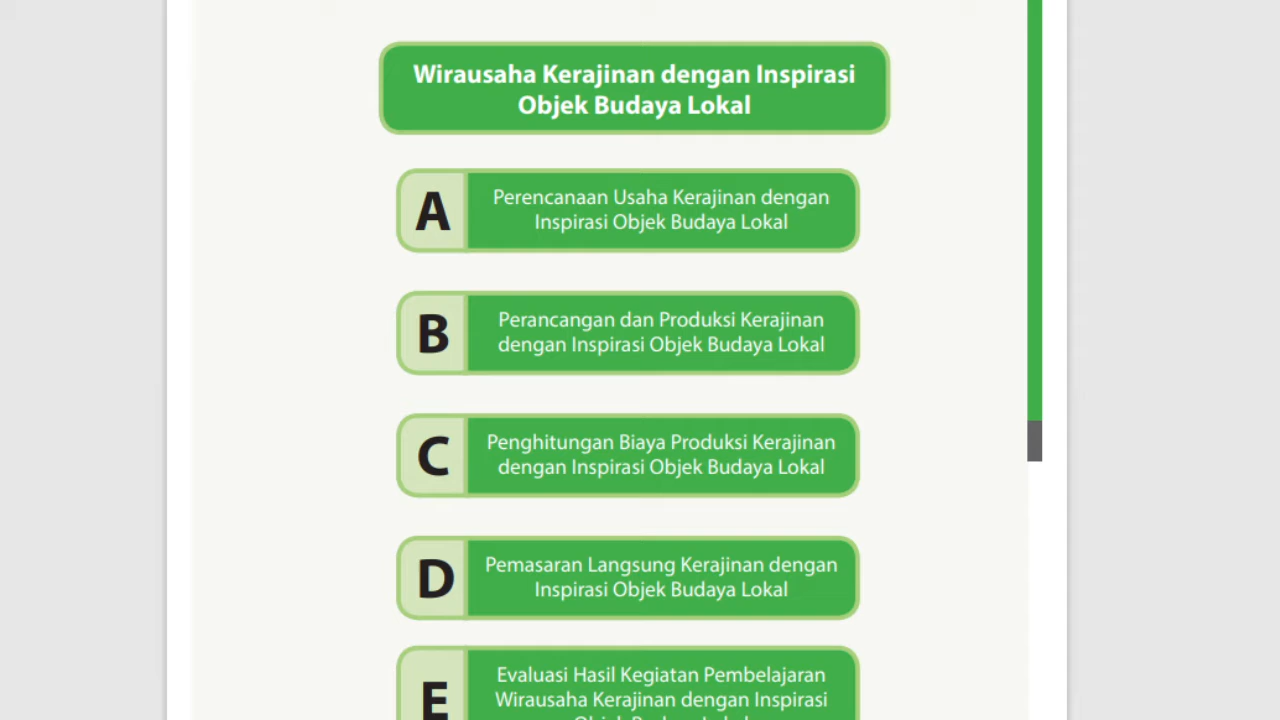 Wirausaha Kerajinan dengan Inspirasi
Objek Budaya Lokal
A
Perencanaan Usaha Kerajinan dengan
Inspirasi Objek Budaya Lokal
B
Perancangan dan Produksi Kerajinan
dengan Inspirasi Objek Budaya Lokal
C
Penghitungan Biaya Produksi Kerajinan
dengan Inspirasi Objek Budaya Lokal
D
Pemasaran Langsung Kerajinan dengan
Inspirasi Objek Budaya Lokal
E
Evaluasi Hasil Kegiatan Pembelajaran
Wirausaha Kerajinan dengan Inspirasi